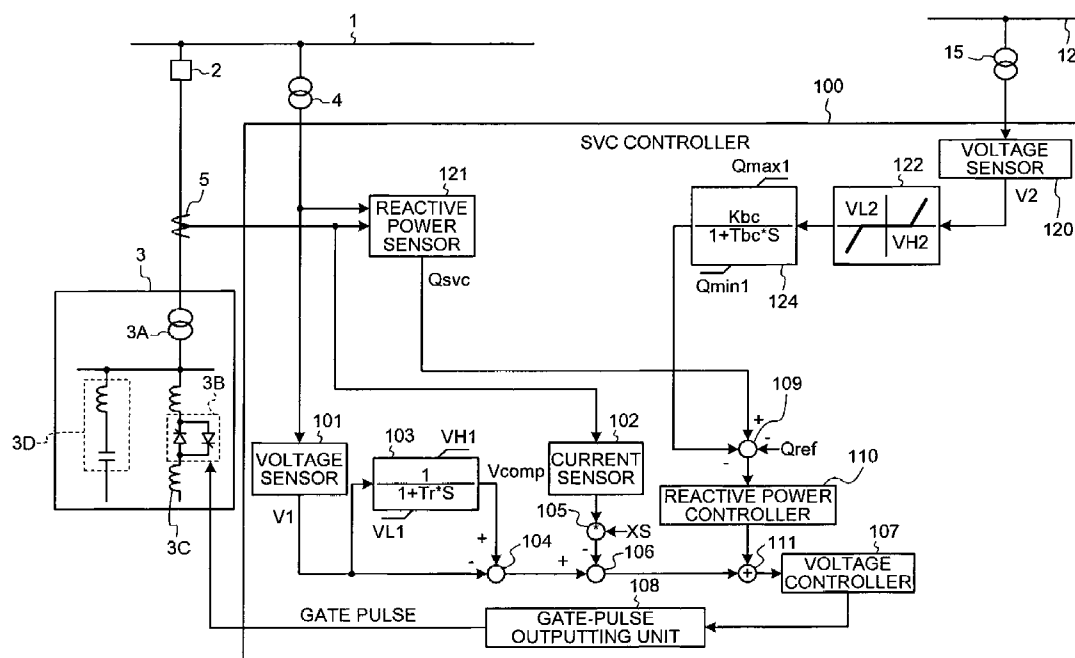 1
2
4
15
12
100
SVC CONTROLLER
VOLTAGE
SENSOR
120
V2
122
VL2
VH2
Qmax1
Kbc
1+Tbc*S
Qmin1
124
121
REACTIVE
POWER
SENSOR
Qsvc
5
3
3A
3B
3D
3C
101
VOLTAGE
SENSOR
V1
103
VH1
1
1+Tr*S
VL1
Vcomp
102
CURRENT
SENSOR
105
*
XS
+
-
104
+
-
106
+
-
109
Qref
-
110
REACTIVE POWER
CONTROLLER
+
111
107
VOLTAGE
CONTROLLER
108
GATE-PULSE
OUTPUTTING UNIT
GATE PULSE